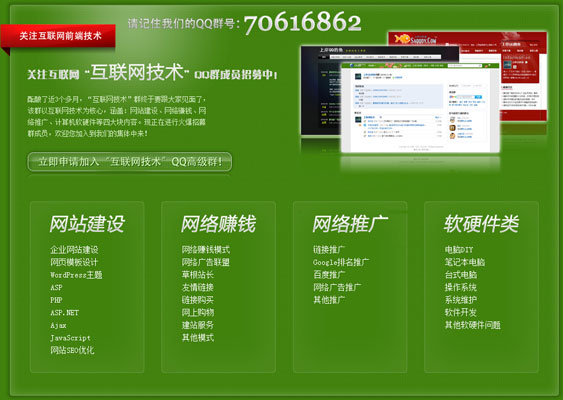 请记住我们的QQ群号:70616862
关注互联网前端技术
关注互联网“互联网技术”QQ群成员招募中!
酝酿了近3个多月，“互联网技术”群终于要跟大家见面了，
该群以互联网技术为核心，涵盖：网站建设、网络赚钱、网
络推广、计算机软硬件等四大块内容。现正在进行火爆招募
群成员，欢迎您加入到我们的集体中来！
立即申请加入 “互联网技术”QQ高级群！
网站建设
企业网站建设
网页模板设计
WordPress主题
ASP
PHP
ASP.NET
Ajax
JavaScript
网站SEO优化
网络赚钱
网络赚钱模式
网络广告联盟
草根站长
友情链接
链接购买
网上购物
建站服务
其他模式
网络推广
链接推广
Google排名推广
百度推广
网络广告推广
其他推广
软硬件类
电脑DIY
笔记本电脑
台式电脑
操作系统
系统维护
软件开发
其他软硬件问题